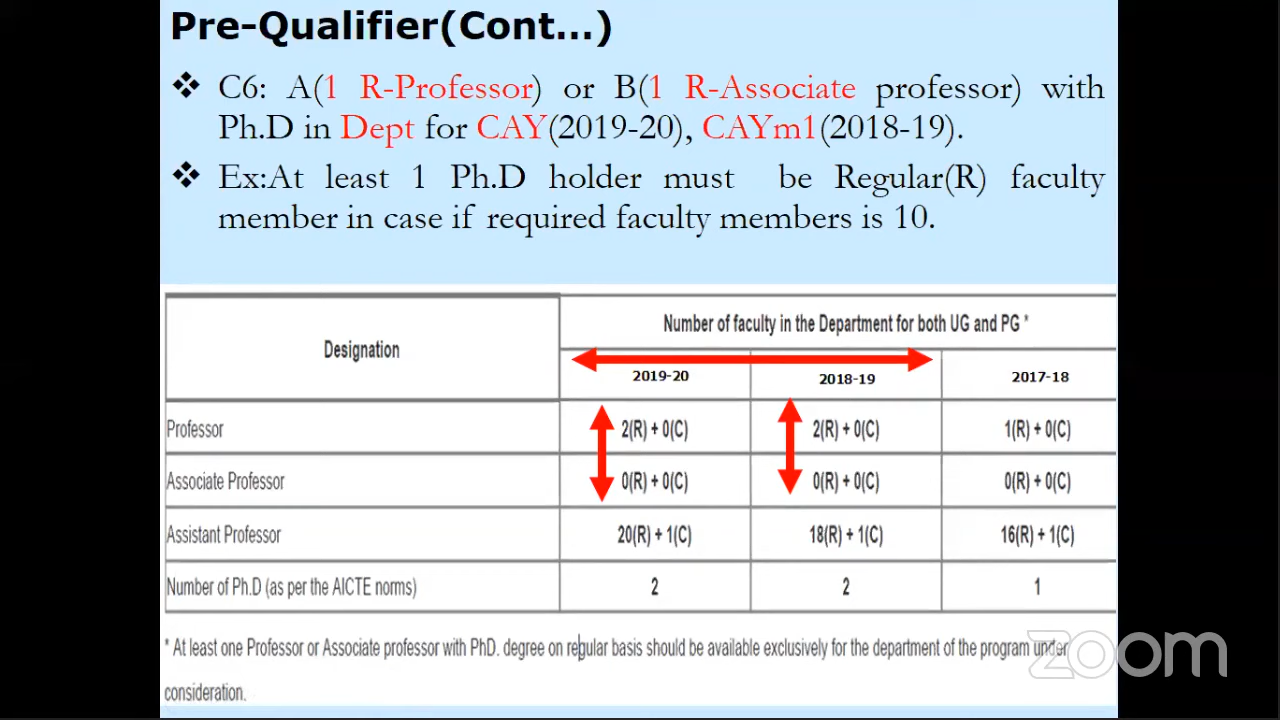 Pre-Qualifier(Cont...)
❖ C6: A(1 R-Professor) or B(1 R-Associate professor) with
Ph.D in Dept for CAY(2019-20), CAYm1(2018-19).
❖ Ex:At least 1 Ph.D holder must be Regular(R) faculty
member in case if required faculty members is 10.
Designation
Number of faculty in the Department for both UG and PG *
2019-20 2018-19 2017-18
Professor 2(R) + 0(C) 2(R) + 0(C) 1(R) + 0(C)
Associate Professor 0(R) + 0(C) 0(R) + 0(C) 0(R) + 0(C)
Assistant Professor 20(R) + 1(C) 18(R) + 1(C) 16(R) + 1(C)
Number of Ph.D (as per the AICTE norms) 2 2 1
* At least one Professor or Associate professor with PhD. degree on regular basis should be available exclusively for the department of the program under
consideration.
zoom